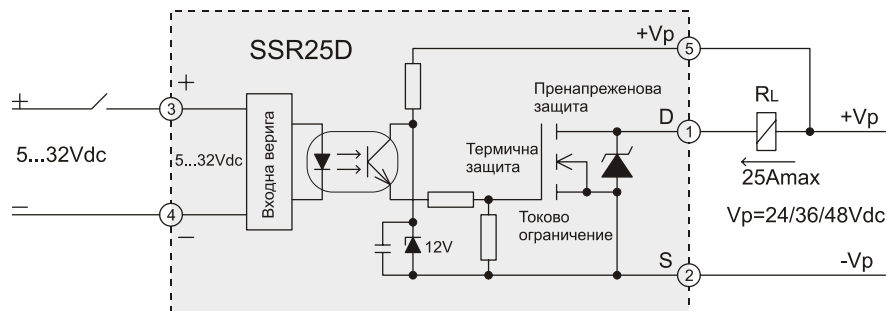 SSR25D
+Vp
5
+
+
3
5...32Vdc
5...32Vdc
Входна верига
4
−
−
Пренапреженова
защита
Термична
защита
Токово
ограничение
12V
D
1
RL
+Vp
25Amax
Vp=24/36/48Vdc
S
2
-Vp